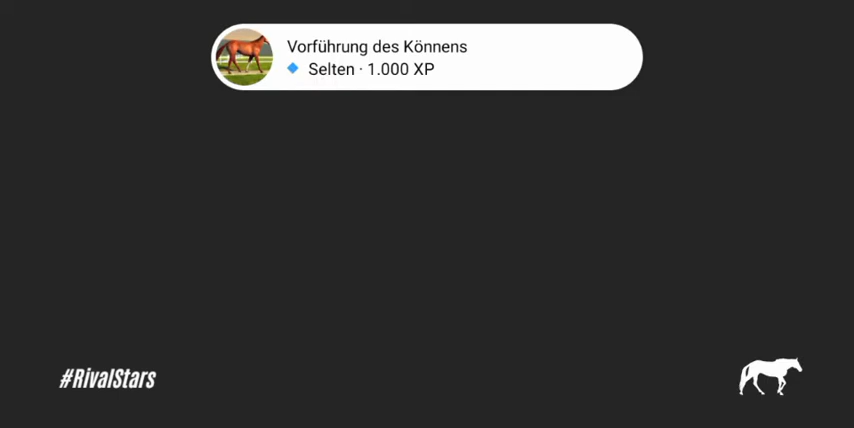 Vorführung des Könnens
Selten · 1.000 XP
#RivalStars